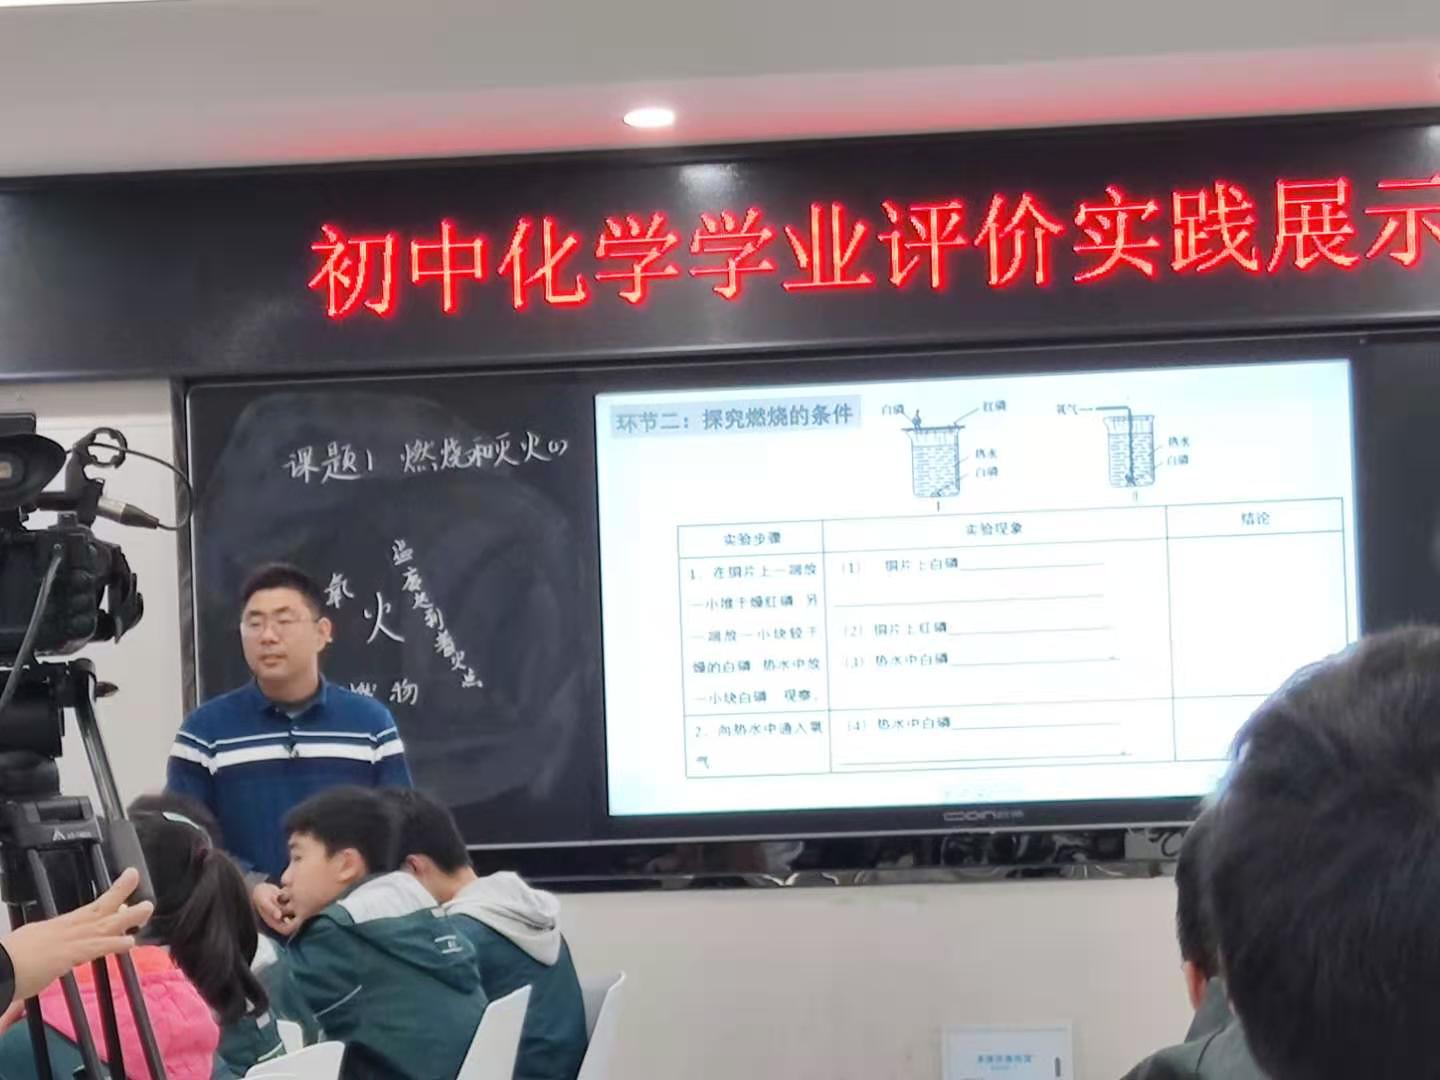 初中化学学业评价实践展示
课题1 燃烧和灭火(1)
氧
火
温度达到着火点
燃物
环节二：探究燃烧的条件
白磷
红磷
热水
白磷
I
氧气
热水
白磷
II
实验步骤 实验现象 结论
1．在铜片上一端放
一小堆干燥红磷 另
一端放一小块较干
燥的白磷 热水中放
一小块白磷 观察．
（1） 铜片上白磷
（2）铜片上红磷
（3）热水中白磷
2．向热水中通入氧
气
（4）热水中白磷